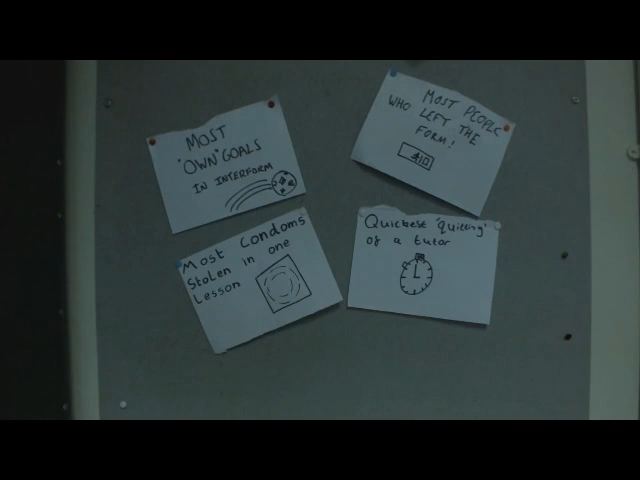 MOST
"OWN" GOALS
IN INTERFORM
MOST PEOPLE
WHO LEFT THE
FORM!
Most Condoms
Stolen in one
Lesson
Quickest 'quitting'
of a tutor